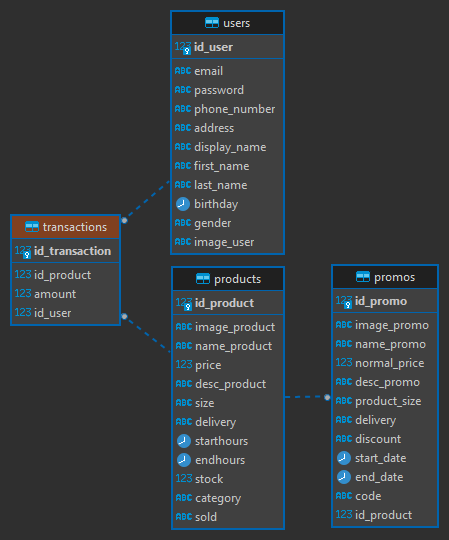 users
123 id_user
ABC email
ABC password
ABC phone_number
ABC address
ABC display_name
ABC first_name
ABC last_name
birthday
ABC gender
ABC image_user
transactions
123 id_transaction
123 id_product
123 amount
123 id_user
products
123 id_product
ABC image_product
ABC name_product
123 price
ABC desc_product
ABC size
ABC delivery
starthours
endhours
123 stock
ABC category
ABC sold
promos
123 id_promo
ABC image_promo
ABC name_promo
123 normal_price
ABC desc_promo
ABC product_size
ABC delivery
ABC discount
start_date
end_date
ABC code
123 id_product